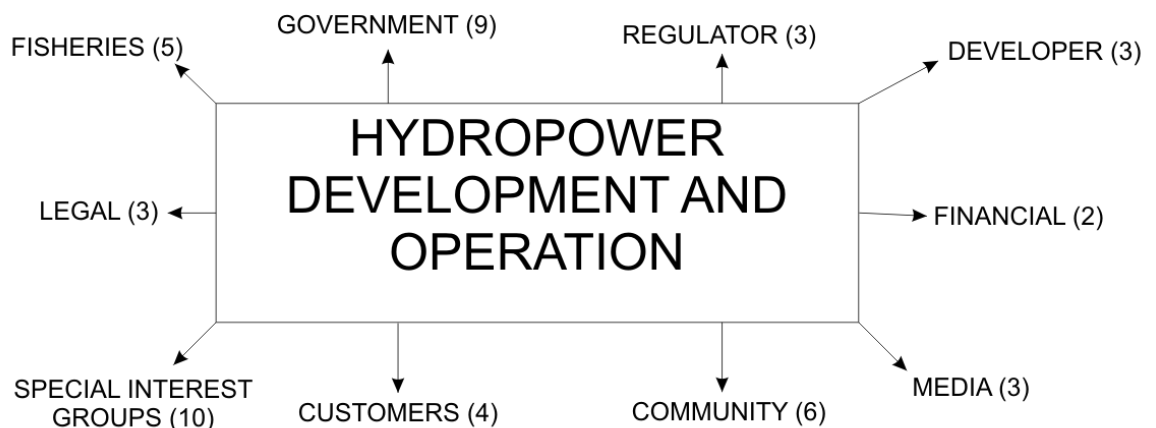 GOVERNMENT (9)
FISHERIES (5)
REGULATOR (3)
DEVELOPER (3)
HYDROPOWER
DEVELOPMENT AND
OPERATION
LEGAL (3)
FINANCIAL (2)
SPECIAL INTEREST
GROUPS (10)
CUSTOMERS (4)
COMMUNITY (6)
MEDIA (3)